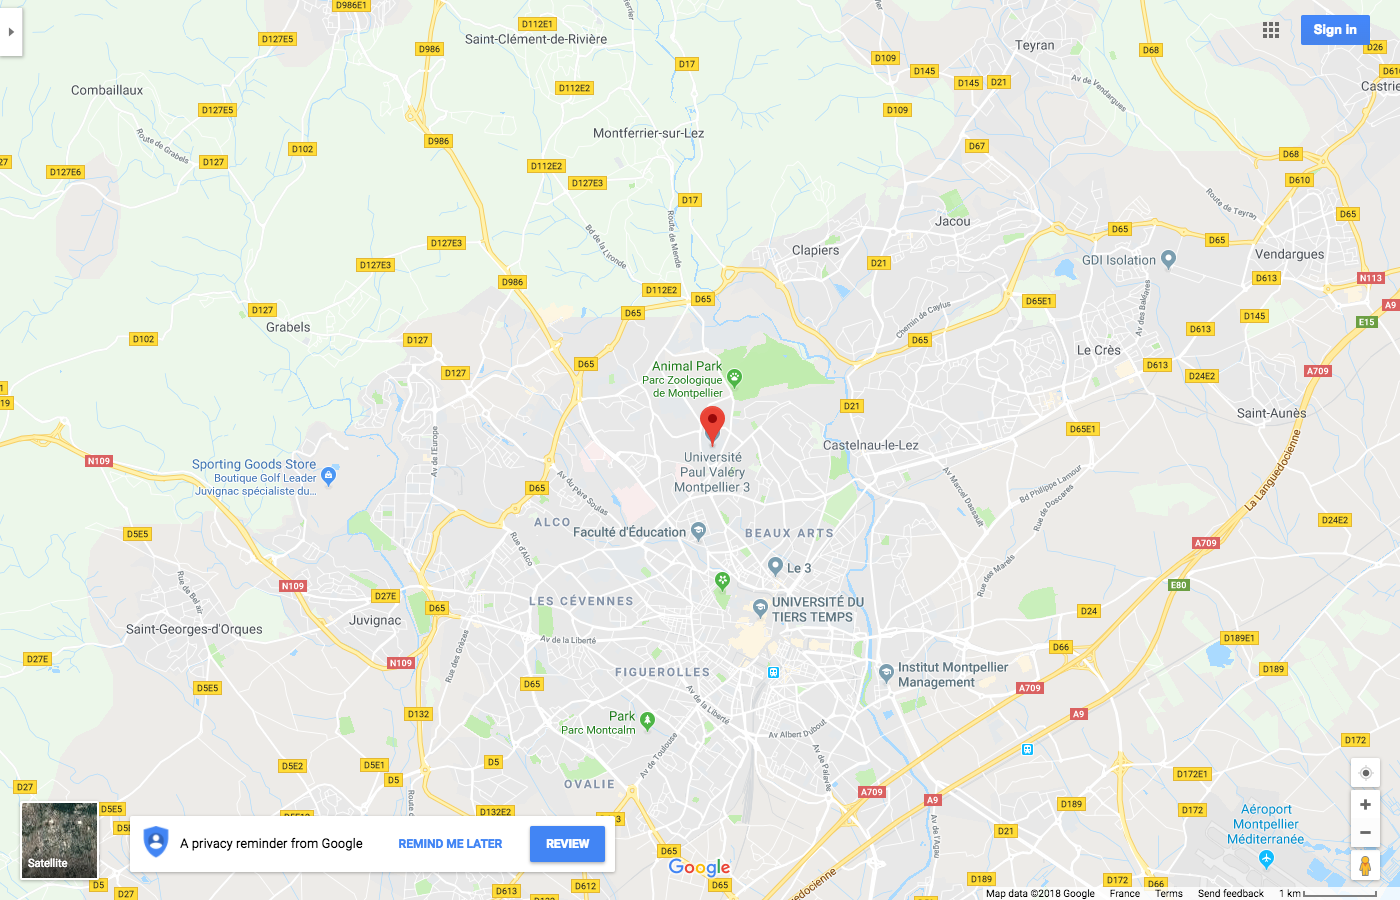 D986E1
D112E1
D127E5
Saint-Clément-de-Rivière
D986
D17
D109
D145
Teyran
D68
Sign in
D26
D610
Castrie
D145
D21
Av de Vendargues
Combaillaux
D112E2
D127E5
D109
Route de Grabels
D986
Montferrier-sur-Lez
D67
D102
D127
27
D127E6
D112E2
D127E3
D68
D610
D17
Route de Teyran
D65
Jacou
Route de Mende
Bd de la Lironde
D127E3
D127E3
Clapiers
D21
D65
D65
Vendargues
GDI Isolation
D986
D112E2
D65
D65
D65E1
D613
N113
A9
E15
Av des Baléares
Chemin de Caylus
D127
Grabels
D102
D127
D145
D613
D65
Le Crès
D65
D613
D24E2
A709
Animal Park
Parc Zoologique
de Montpellier
D127
1
19
D21
Saint-Aunès
D65E1
Castelnau-le-Lez
Av de l'Europe
N109
Université
Paul Valéry
Montpellier 3
Sporting Goods Store
Boutique Golf Leader
Juvignac spécialiste du...
D65
Av du Père Soulas
Av Marcel Dassault
Bd Philippe Lamour
Rue de Doscares
La Languedocienne
ALCO
Faculté d'Éducation
BEAUX ARTS
D24E2
D5E5
Rue d'Alco
A709
Le 3
Rue des Marels
E80
Rue de Bel air
N109
D27E
D65
LES CÉVENNES
UNIVERSITÉ DU
TIERS TEMPS
D24
Juvignac
Saint-Georges-d'Orques
Av de la Liberté
Rue des Grèzes
D189E1
D66
D27E
N109
FIGUEROLLES
Institut Montpellier
Management
D189
D5E5
D65
A709
Av de la Liberté
D132
Park
Parc Montcalm
A9
Av Albert Dubout
D172
Av de Toulouse
Av de Palavas
D5E2
D5E1
D5
D5
OVALIE
D172E1
D27
A709
A9
D189
D172
D5E5
D132E2
Aéroport
Montpellier
Méditerranée
Av de l'Agau
D21
A privacy reminder from Google
REMIND ME LATER
REVIEW
D65
Satellite
Google
D5
D27
D613
D612
D65
D189
D172
D66
Map data ©2018 Google
France
Terms
Send feedback
1 km